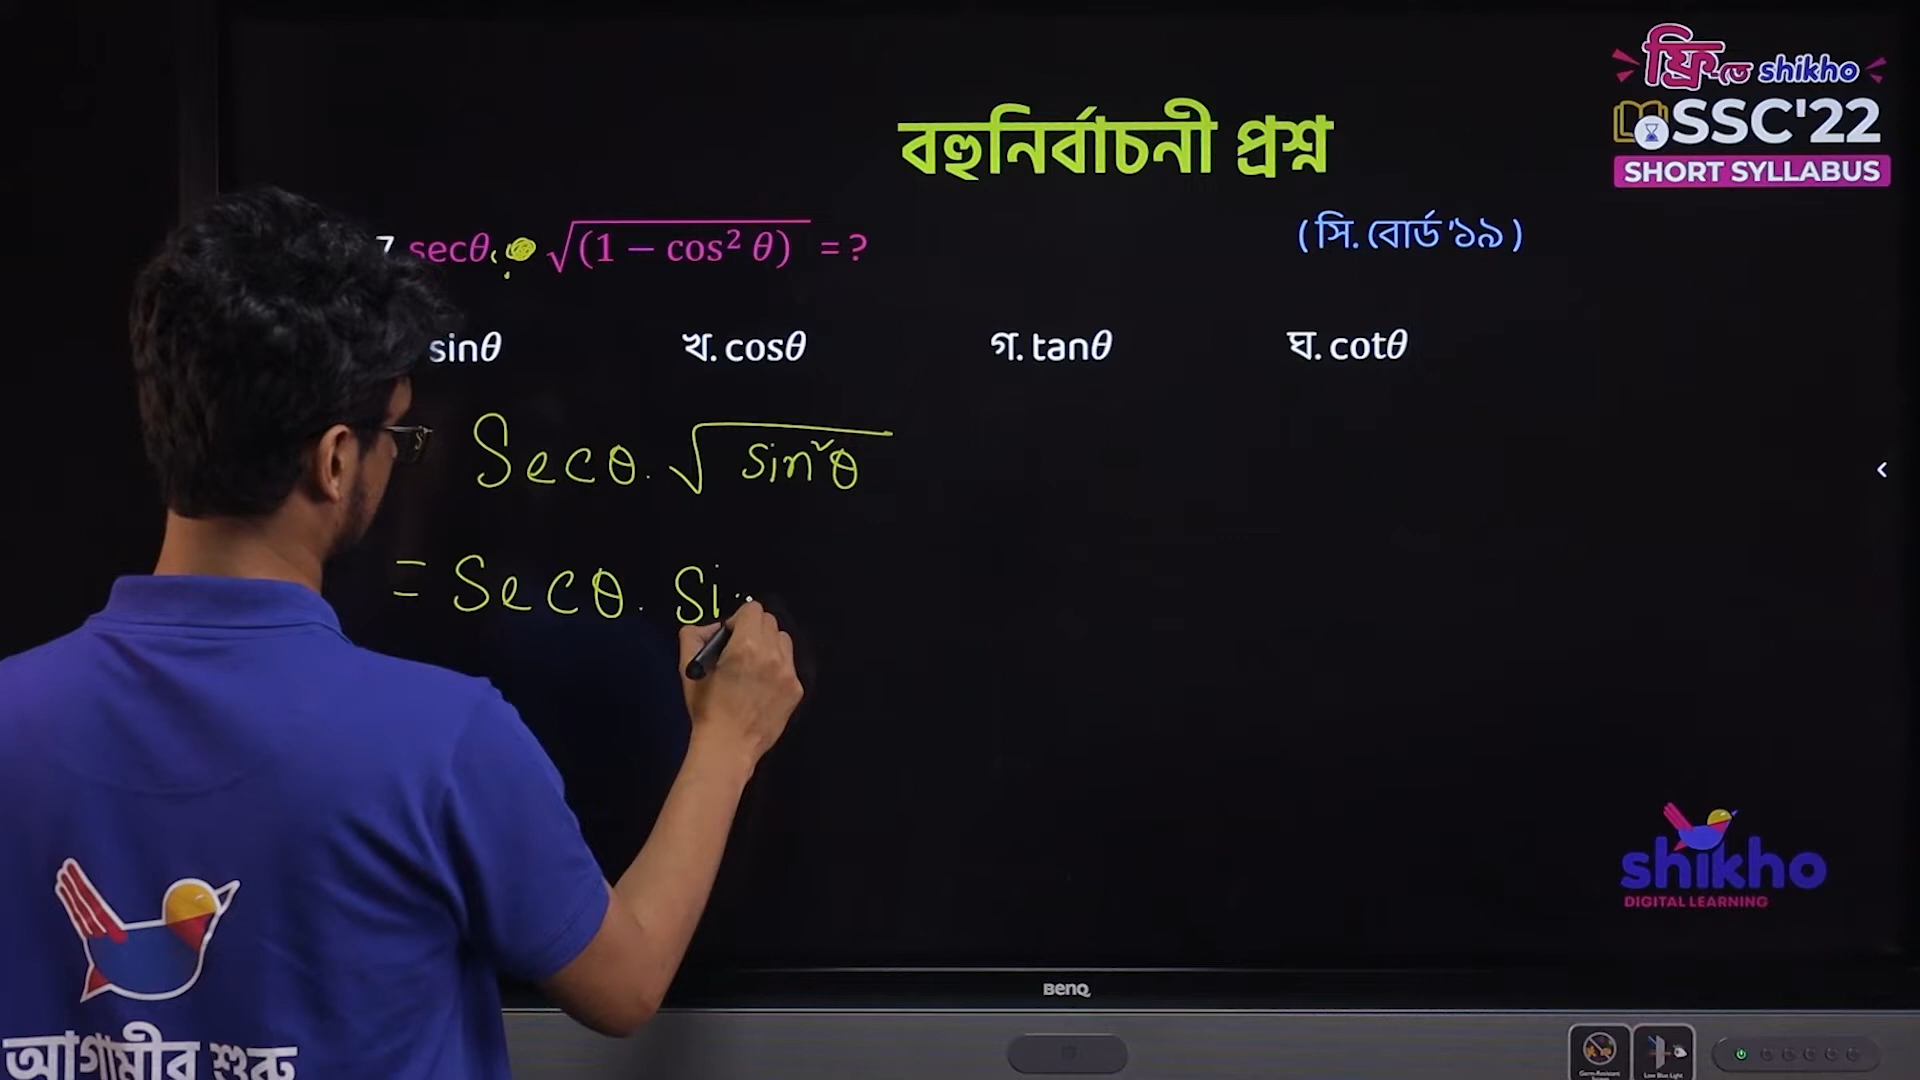 ফ্রি-তে shikho
SSC'22
SHORT SYLLABUS
বহুনির্বাচনী প্রশ্ন
7 secθ. √(1 − cos² θ) = ?
( সি. বোর্ড '১৯ )
sinθ
খ. cosθ
গ. tanθ
ঘ. cotθ
Secθ. √sin²θ
= Secθ. Si
shikho
DIGITAL LEARNING
BenQ
আগামীর শুরু